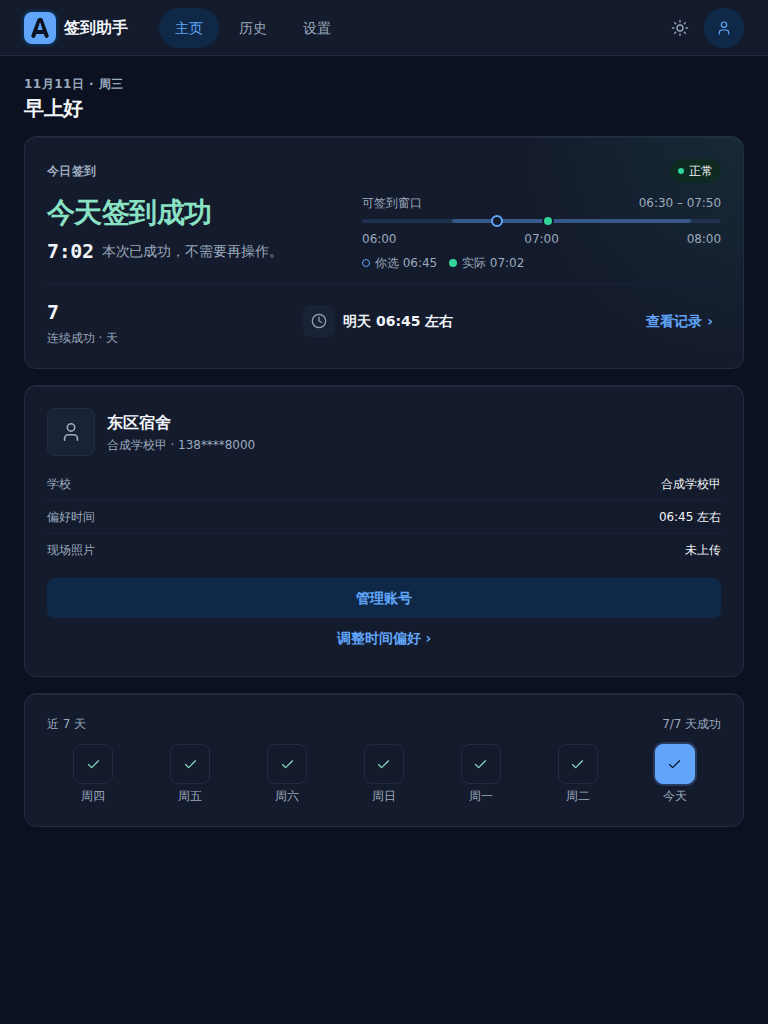 A 签到助手 主页 历史 设置
11月11日 · 周三
早上好
今日签到 正常
今天签到成功
7:02 本次已成功，不需要再操作。
可签到窗口 06:30 – 07:50
06:00 07:00 08:00
你选 06:45 实际 07:02
7
连续成功 · 天
明天 06:45 左右
查看记录 ›
东区宿舍
合成学校甲 · 138****8000
学校 合成学校甲
偏好时间 06:45 左右
现场照片 未上传
管理账号
调整时间偏好 ›
近 7 天 7/7 天成功
周四 周五 周六 周日 周一 周二 今天